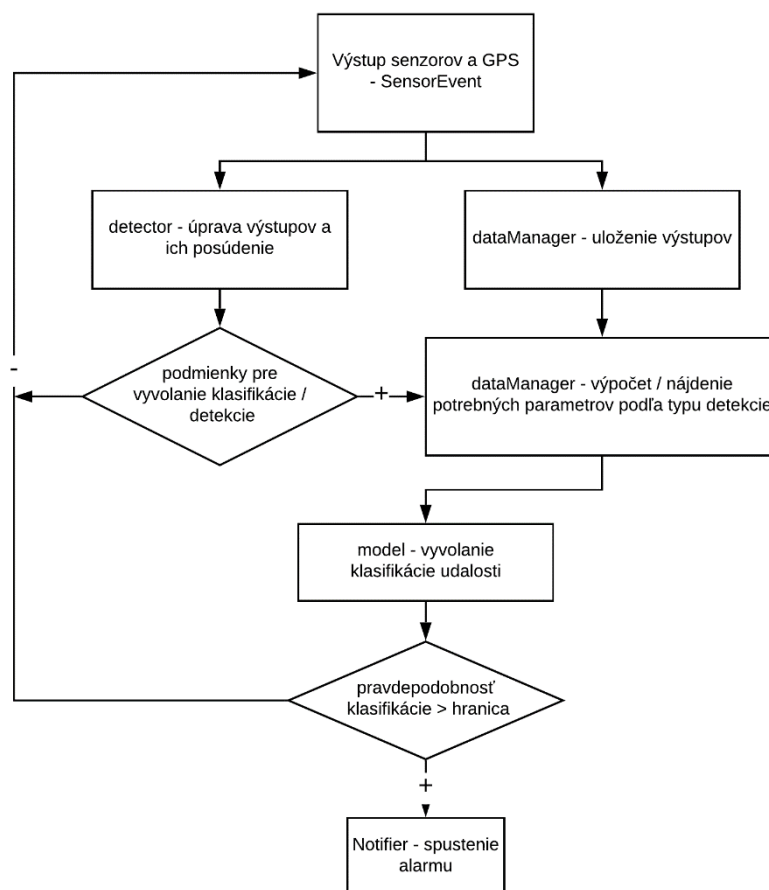 Výstup senzorov a GPS
- SensorEvent
detector - úprava výstupov a
ich posúdenie
dataManager - uloženie výstupov
-
podmienky pre
vyvolanie klasifikácie /
detekcie
+
dataManager - výpočet / nájdenie
potrebných parametrov podľa typu detekcie
model - vyvolanie
klasifikácie udalosti
pravdepodobnosť
klasifikácie > hranica
+
Notifier - spustenie
alarmu